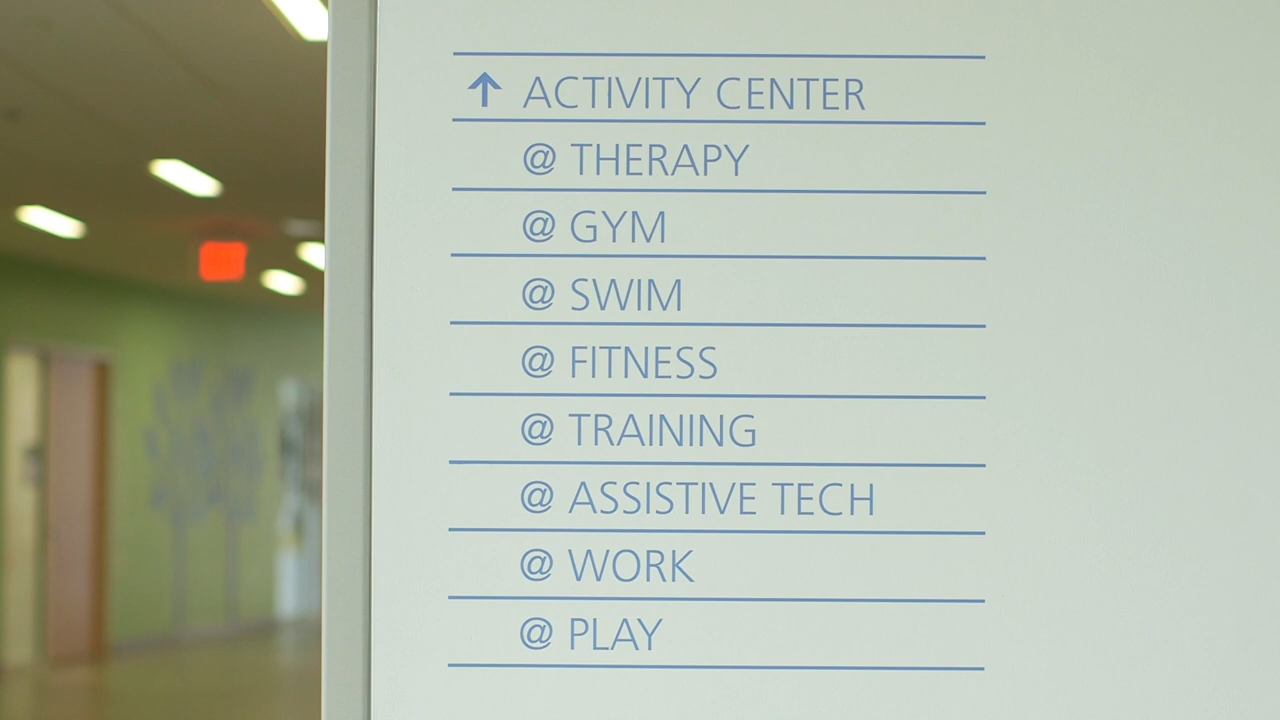 ↑ ACTIVITY CENTER
@ THERAPY
@ GYM
@ SWIM
@ FITNESS
@ TRAINING
@ ASSISTIVE TECH
@ WORK
@ PLAY